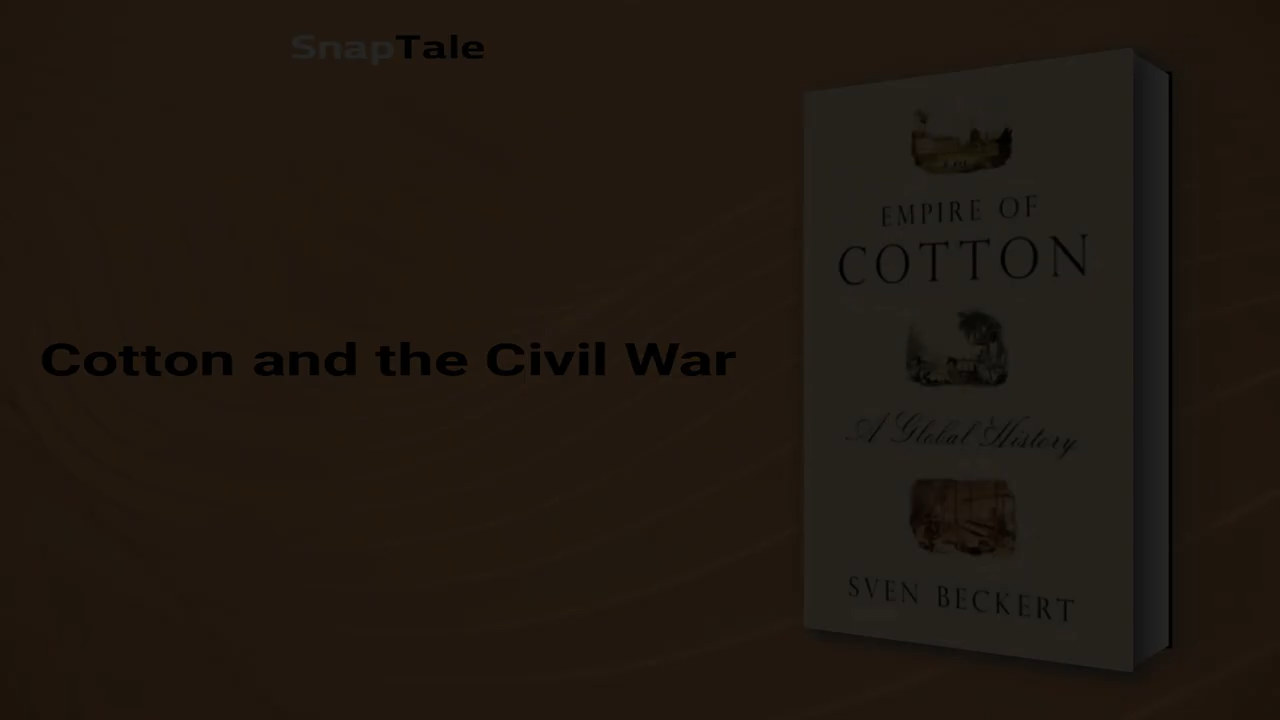 SnapTale
Cotton and the Civil War
EMPIRE OF
COTTON
A Global History
SVEN BECKERT